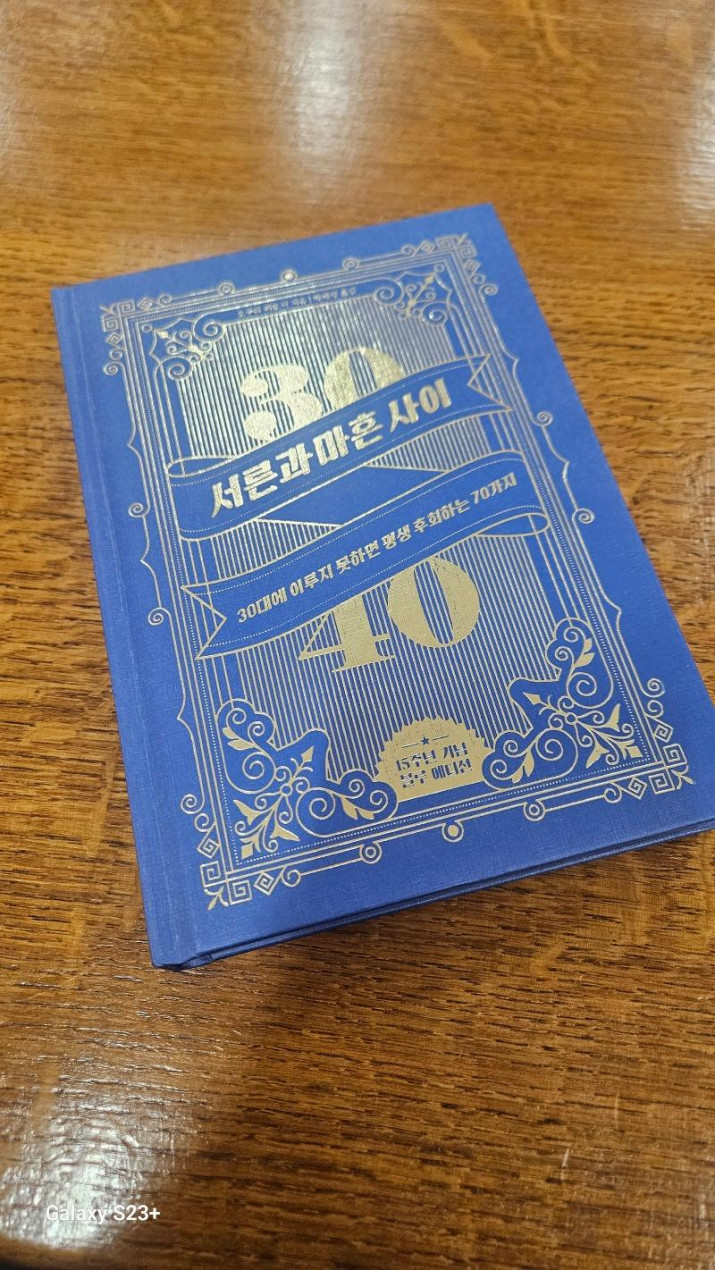 30
서른과 마흔 사이
30대에 이루지 못하면 평생 후회하는 70가지
40
15주년 기념
블루 에디션
Galaxy S23+